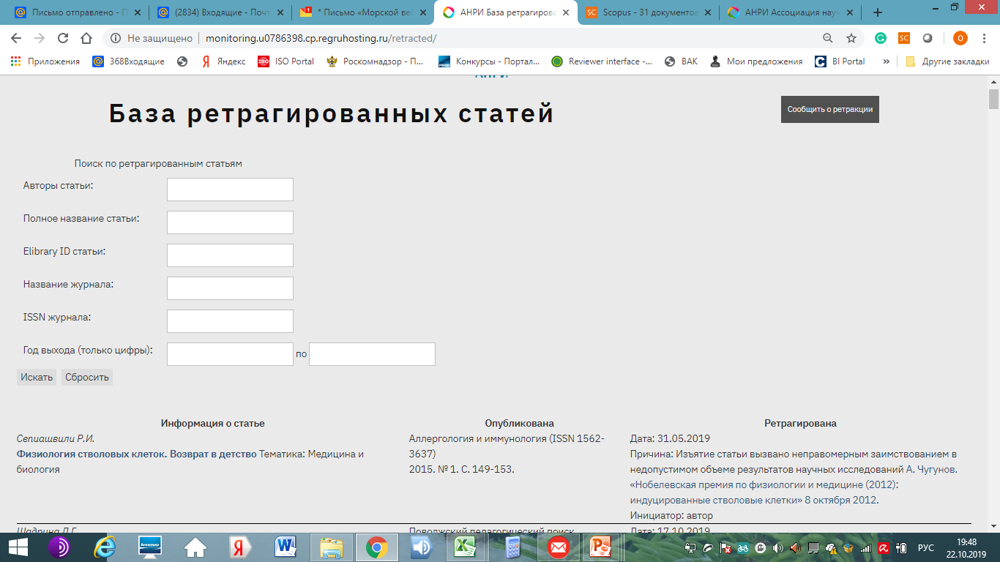 Письмо отправлено - П
(2834) Входящие - Почт
* Письмо «Морской вес
АНРИ База ретрагирова
Scopus - 31 документов
АНРИ Ассоциация науч
Не защищено
monitoring.u0786398.cp.regruhosting.ru/retracted/
Приложения
368Входящие
Яндекс
ISO Portal
Роскомнадзор - П...
Конкурсы - Портал...
Reviewer interface -...
ВАК
Мои предложения
BI Portal
»
Другие закладки
АНРИ
База ретрагированных статей
Сообщить о ретракции
Поиск по ретрагированным статьям
Авторы статьи:
Полное название статьи:
Elibrary ID статьи:
Название журнала:
ISSN журнала:
Год выхода (только цифры):
по
Искать Сбросить
Информация о статье
Опубликована
Ретрагирована
Сепиашвили Р.И.
Физиология стволовых клеток. Возврат в детство Тематика: Медицина и
биология
Аллергология и иммунология (ISSN 1562-
3637)
2015. № 1. С. 149-153.
Дата: 31.05.2019
Причина: Изъятие статьи вызвано неправомерным заимствованием в
недопустимом объеме результатов научных исследований А. Чугунов.
«Нобелевская премия по физиологии и медицине (2012):
индуцированные стволовые клетки» 8 октября 2012.
Инициатор: автор
Шадрина Л.Г.
Поволжский педагогический поиск
Дата: 17.10.2019
РУС
19:48
22.10.2019